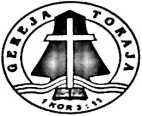 GEREJA TORAJA
1 KOR 3 : 11